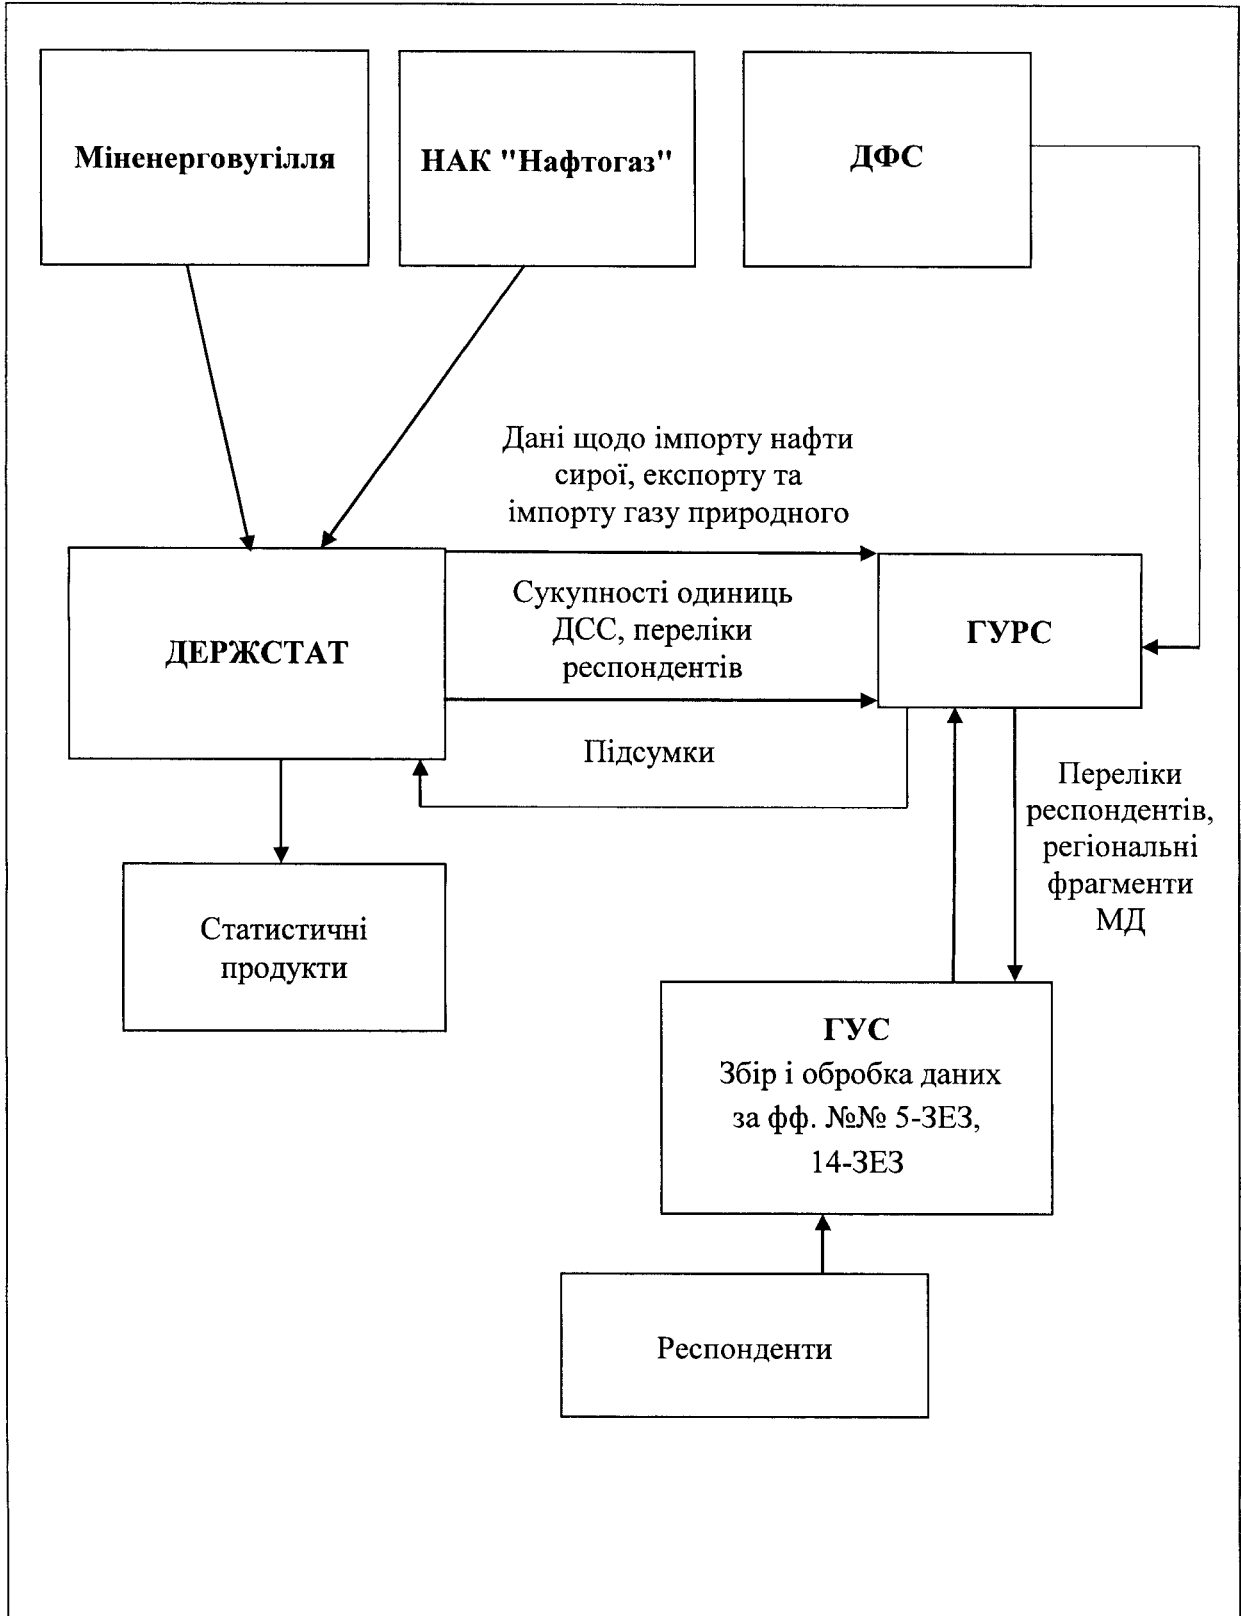 Міненерговугілля
НАК "Нафтогаз"
ДФС
Дані щодо імпорту нафти
сирої, експорту та
імпорту газу природного
ДЕРЖСТАТ
Сукупності одиниць
ДСС, переліки
респондентів
ГУРС
Підсумки
Переліки
респондентів,
регіональні
фрагменти
МД
Статистичні
продукти
ГУС
Збір і обробка даних
за фф. №№ 5-ЗЕЗ,
14-ЗЕЗ
Респонденти